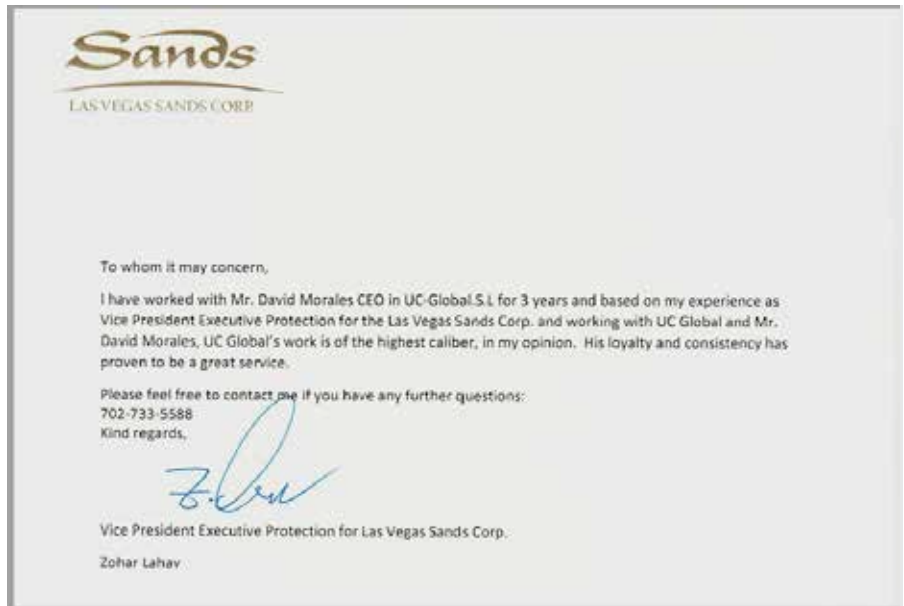 Sands
LAS VEGAS SANDS CORP.
To whom it may concern,
I have worked with Mr. David Morales CEO in UC-Global.S.L for 3 years and based on my experience as
Vice President Executive Protection for the Las Vegas Sands Corp. and working with UC Global and Mr.
David Morales, UC Global's work is of the highest caliber, in my opinion. His loyalty and consistency has
proven to be a great service.
Please feel free to contact me if you have any further questions:
702-733-5588
Kind regards,
Vice President Executive Protection for Las Vegas Sands Corp.
Zohar Lahav